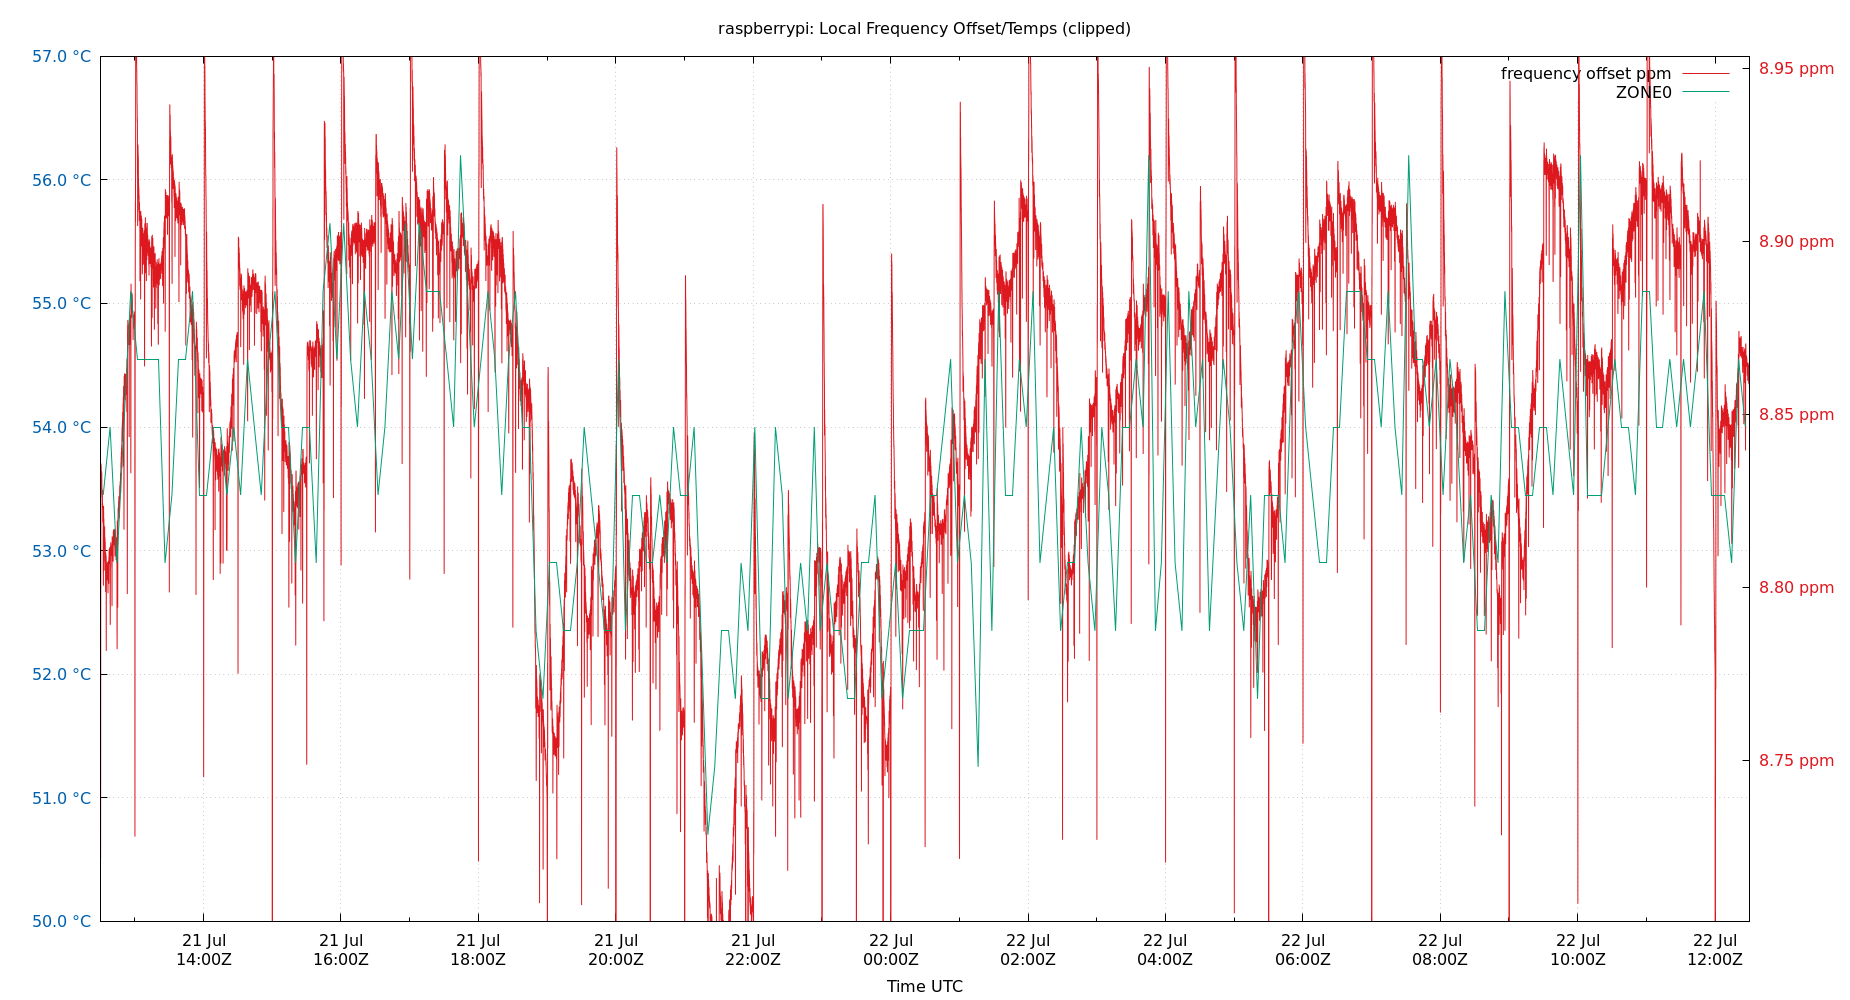 raspberrypi: Local Frequency Offset/Temps (clipped)
57.0 °C
56.0 °C
55.0 °C
54.0 °C
53.0 °C
52.0 °C
51.0 °C
50.0 °C
frequency offset ppm
ZONE0
8.95 ppm
8.90 ppm
8.85 ppm
8.80 ppm
8.75 ppm
21 Jul
14:00Z
21 Jul
16:00Z
21 Jul
18:00Z
21 Jul
20:00Z
21 Jul
22:00Z
22 Jul
00:00Z
22 Jul
02:00Z
22 Jul
04:00Z
22 Jul
06:00Z
22 Jul
08:00Z
22 Jul
10:00Z
22 Jul
12:00Z
Time UTC